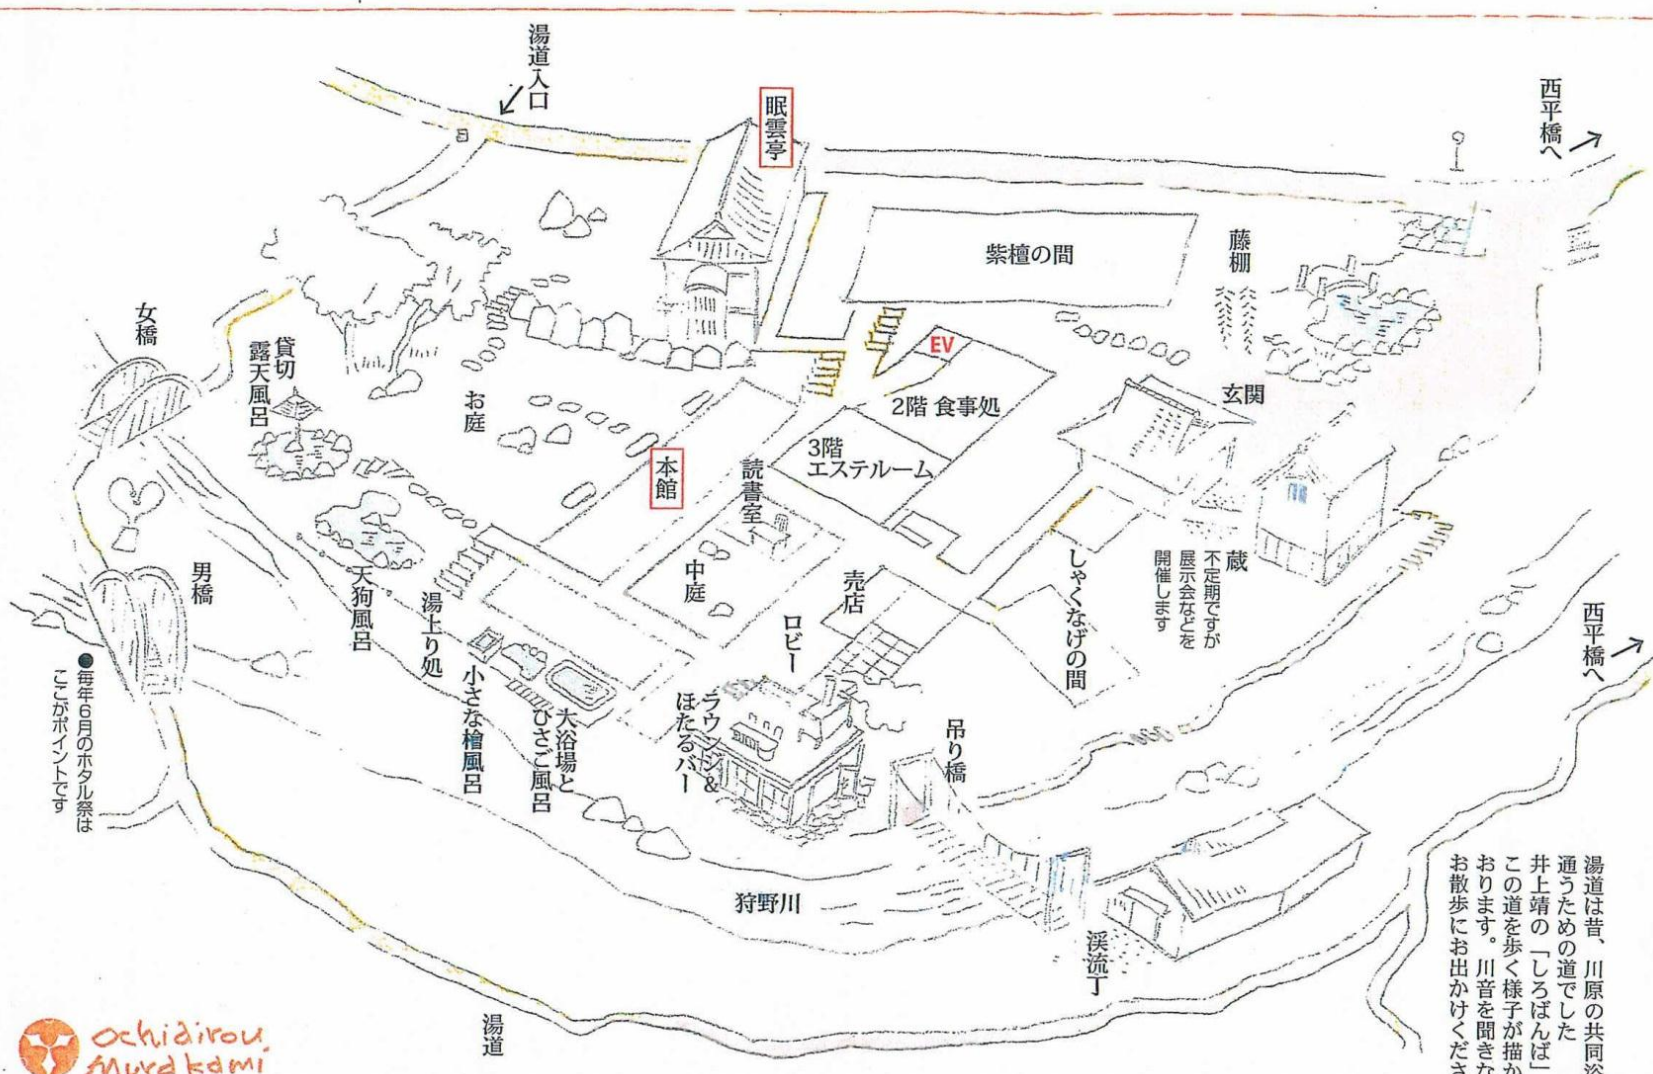 湯道入口
眠雲亭
西平橋へ
紫檀の間
藤棚
女橋
貸切
露天風呂
お庭
EV
2階 食事処
玄関
3階
エステルーム
本館
読書室
蔵
不定期ですが
展示会などを
開催します
男橋
天狗風呂
湯上り処
中庭
売店
ロビー
しゃくなげの間
西平橋へ
●毎年6月のホタル祭は
ここがポイントです
小さな檜風呂
大浴場と
ひさご風呂
ラウンジ&
ほたるバー
吊り橋
狩野川
渓流丁
湯道
湯道は昔、川原の共同浴
通うための道でした
井上靖の「しろばんば」
この道を歩く様子が描か
おります。川音を聞きな
お散歩にお出かけくださ
ochiairou
murakami